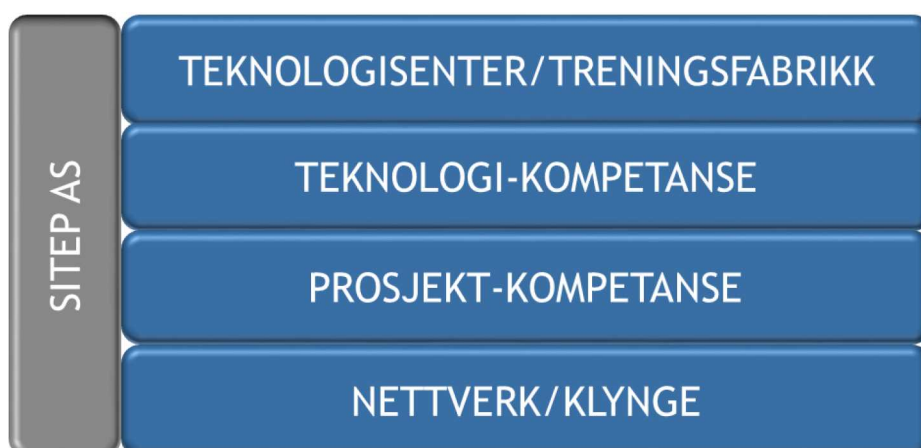 SITEP AS
TEKNOLOGISENTER/TRENINGSFABRIKK
TEKNOLOGI-KOMPETANSE
PROSJEKT-KOMPETANSE
NETTVERK/KLYNGE